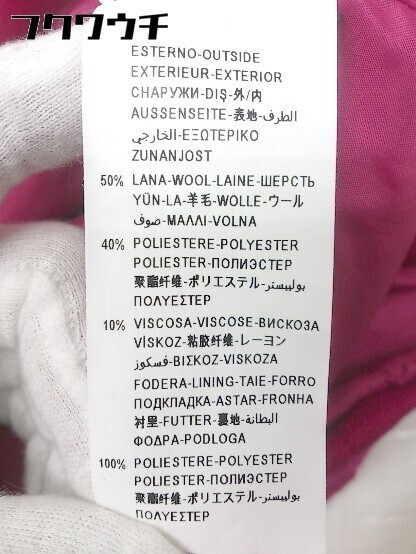 フクウウチ
ESTERNO-OUTSIDE
EXTERIEUR-EXTERIOR
СНАРУЖИ-DIŞ-外/内
AUSSENSEITE-表地-الطرف
الخارجي-ΕΞΩΤΕΡΙΚΟ
ZUNANJOST
50% LANA-WOOL-LAINE-ШЕРСТЬ
YÜN-LA-羊毛-WOLLE-ウール
صوف-ΜΑΛΛΙ-VOLNA
40% POLIESTERE-POLYESTER
POLIESTER-ПОЛИЭСТЕР
聚酯纤维-ポリエステル-بوليستر
ΠΟΛΥΕΣΤΕΡ
10% VISCOSA-VISCOSE-ВИСКОЗА
VİSKOZ-粘胶纤维-レーヨン
فسكوز-ΒΙΣΚΟΖ-VISKOZA
FODERA-LINING-TAIE-FORRO
ПОДКЛАДКА-ASTAR-FRONHA
衬里-FUTTER-裏地-البطانة
ΦΟΔΡΑ-PODLOGA
100% POLIESTERE-POLYESTER
POLIESTER-ПОЛИЭСТЕР
聚酯纤维-ポリエステル-بوليستر
ΠΟΛΥΕΣΤΕΡ